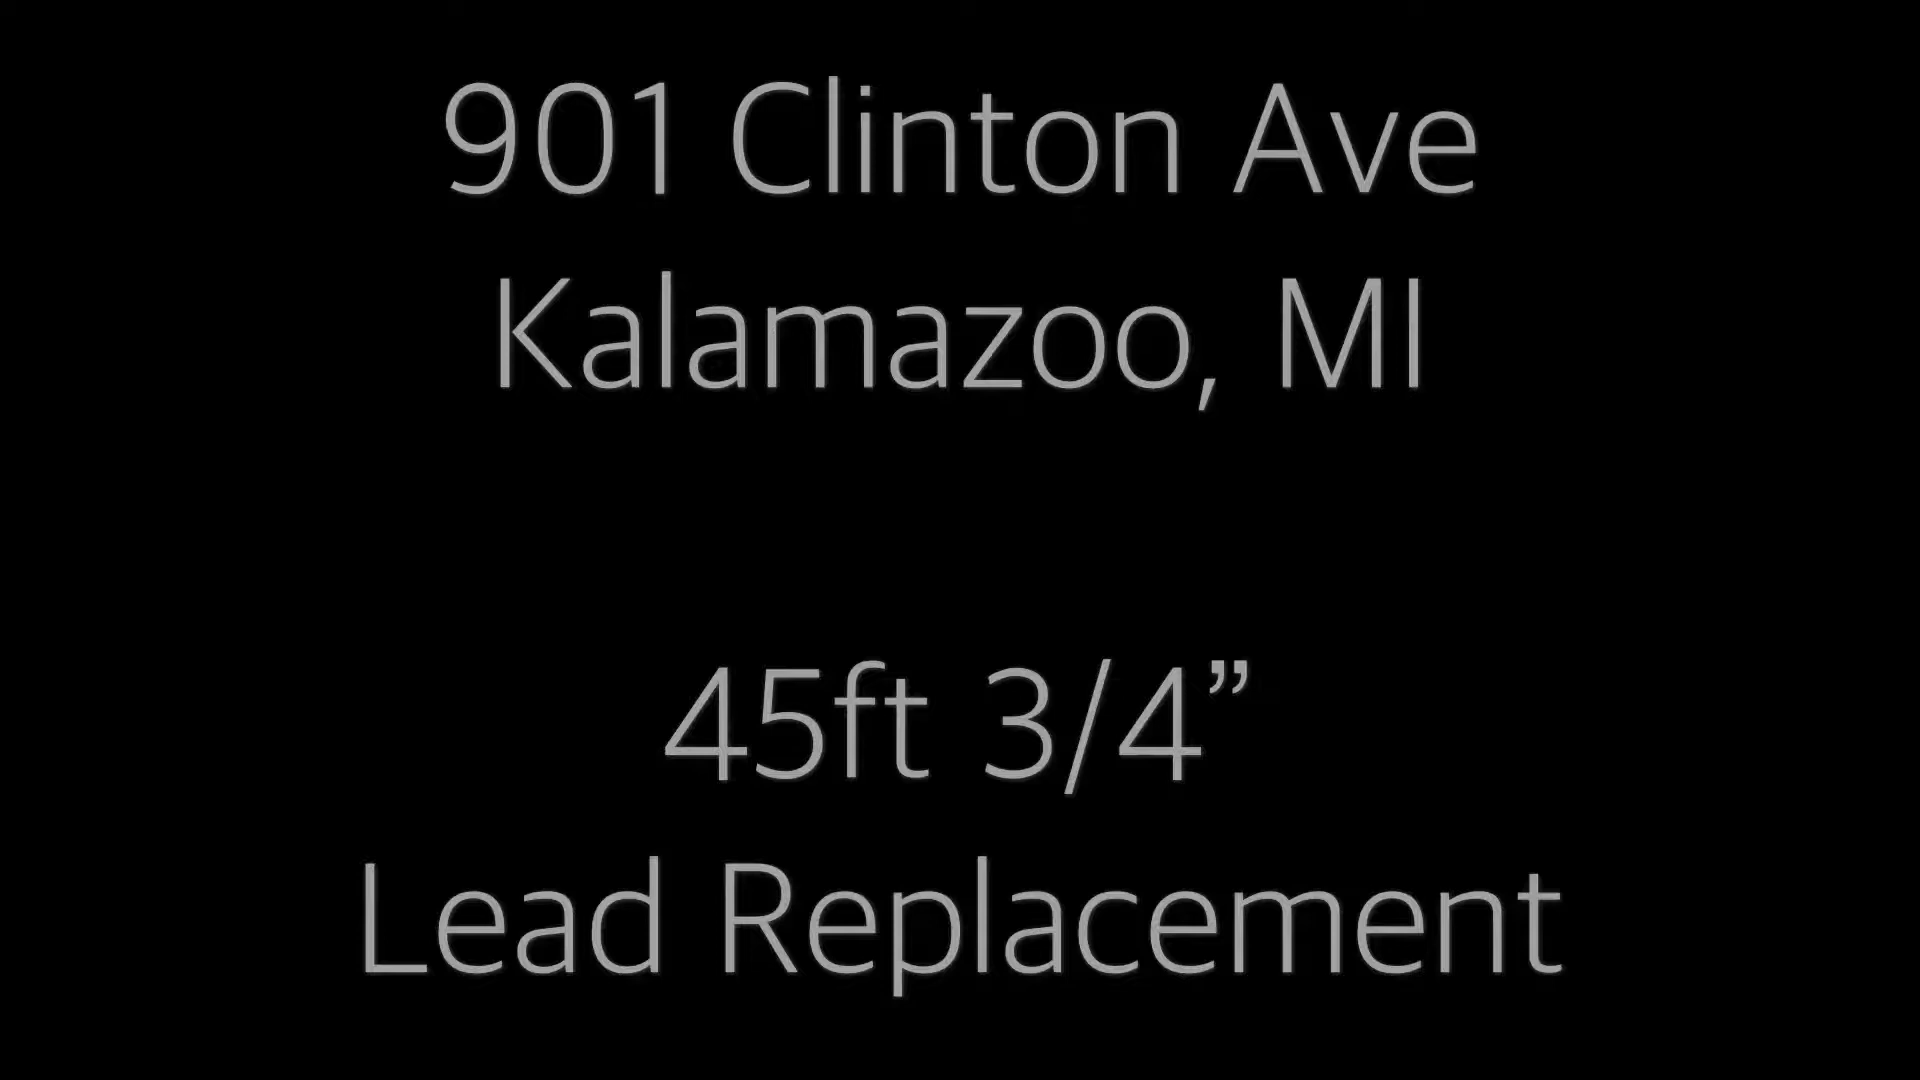 901 Clinton Ave
Kalamazoo, MI
45ft 3/4”
Lead Replacement